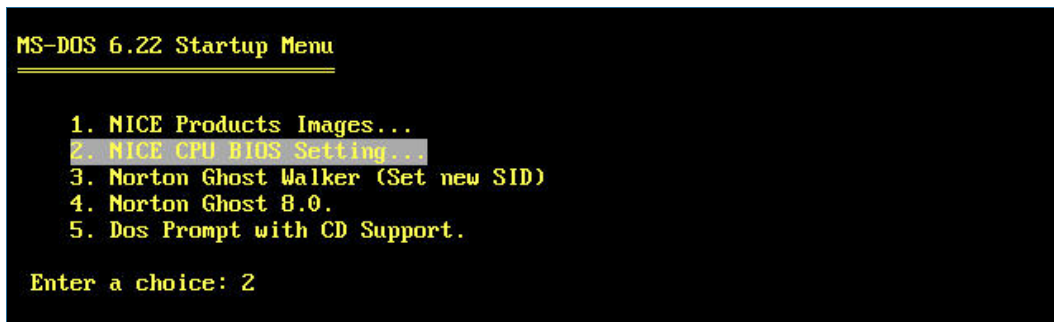 MS-DOS 6.22 Startup Menu
1. NICE Products Images...
2. NICE CPU BIOS Setting...
3. Norton Ghost Walker (Set new SID)
4. Norton Ghost 8.0.
5. Dos Prompt with CD Support.
Enter a choice: 2